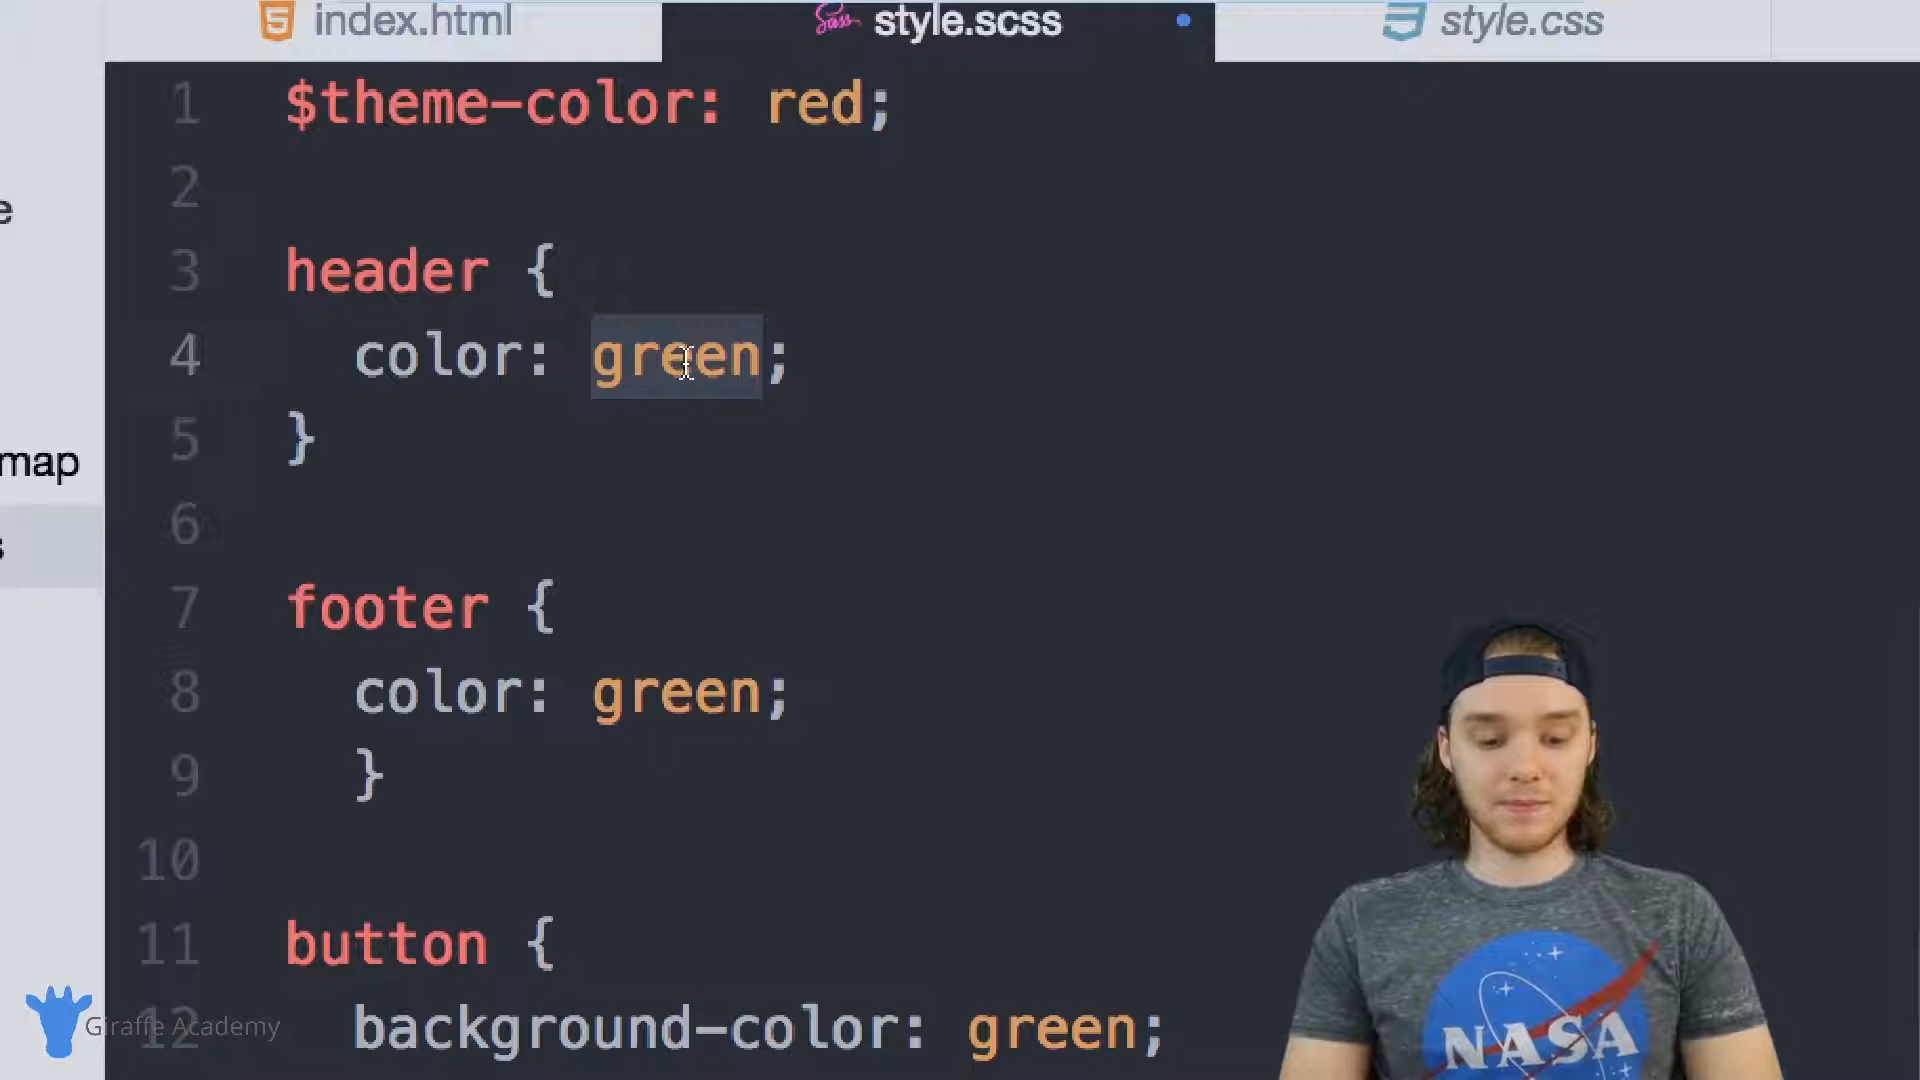 index.html
style.scss
style.css
1 $theme-color: red;
2
e
3 header {
4 color: green;
5 }
map
6
s
7 footer {
8 color: green;
9 }
10
11 button {
12 background-color: green;
Giraffe Academy
NASA